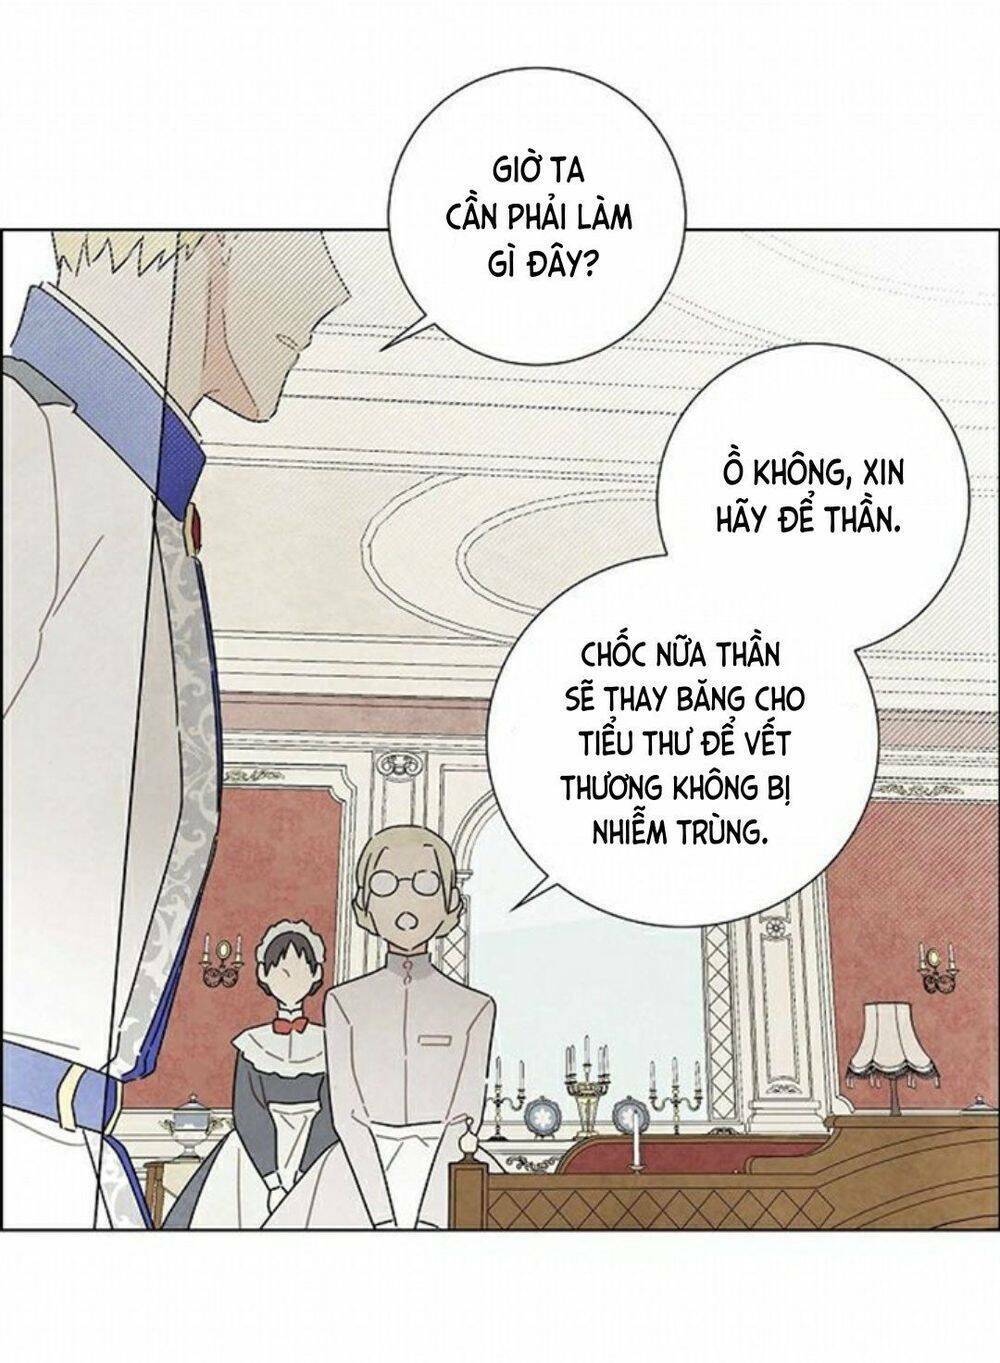 GIỜ TA
CẦN PHẢI LÀM
GÌ ĐÂY?
Ồ KHÔNG, XIN
HÃY ĐỂ THẦN.
CHỐC NỮA THẦN
SẼ THAY BĂNG CHO
TIỂU THƯ ĐỂ VẾT
THƯƠNG KHÔNG BỊ
NHIỄM TRÙNG.